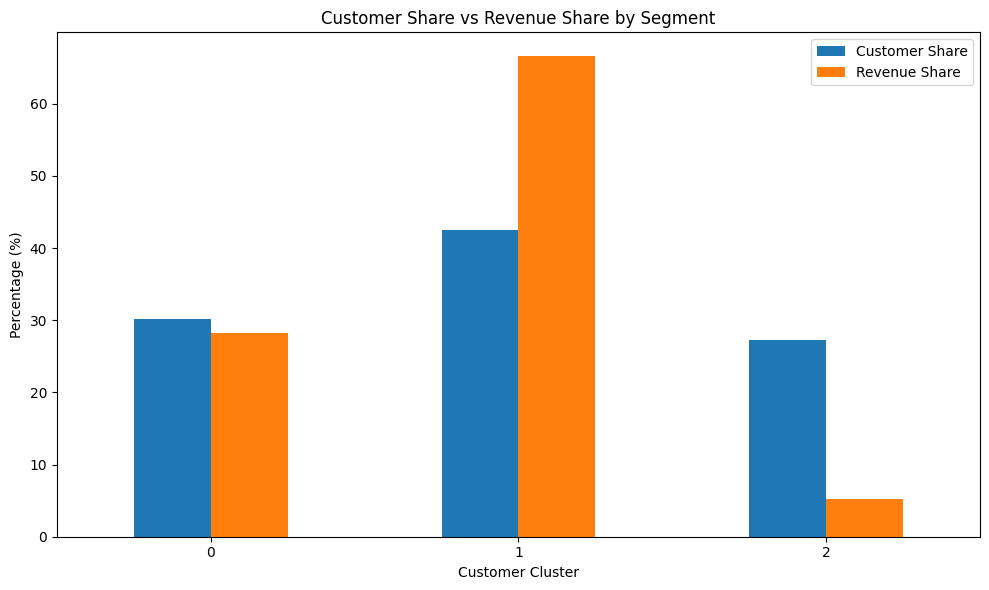 Customer Share vs Revenue Share by Segment
Customer Share
Revenue Share
Percentage (%)
60
50
40
30
20
10
0
0 1 2
Customer Cluster